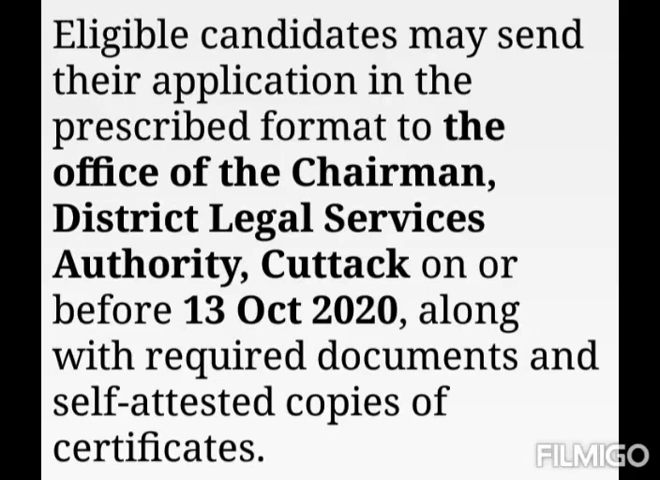 Eligible candidates may send
their application in the
prescribed format to the
office of the Chairman,
District Legal Services
Authority, Cuttack on or
before 13 Oct 2020, along
with required documents and
self-attested copies of
certificates.
FILMIGO